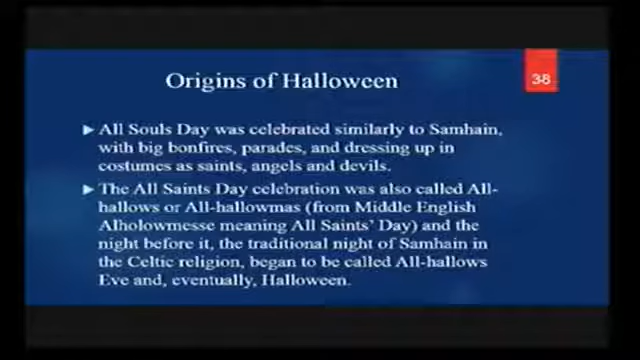 Origins of Halloween
38
All Souls Day was celebrated similarly to Samhain,
with big bonfires, parades, and dressing up in
costumes as saints, angels and devils.
The All Saints Day celebration was also called All-
hallows or All-hallowmas (from Middle English
Alholowmesse meaning All Saints' Day) and the
night before it, the traditional night of Samhain in
the Celtic religion, began to be called All-hallows
Eve and, eventually, Halloween.